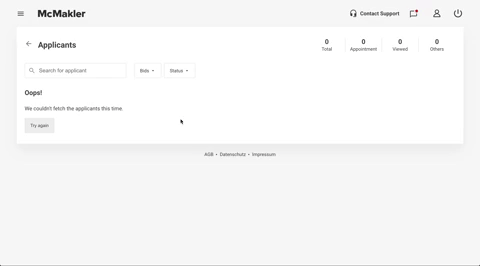 McMakler
Contact Support
Applicants
0
Total
0
Appointment
0
Viewed
0
Others
Search for applicant
Bids
Status
Oops!
We couldn't fetch the applicants this time.
Try again
AGB • Datenschutz • Impressum